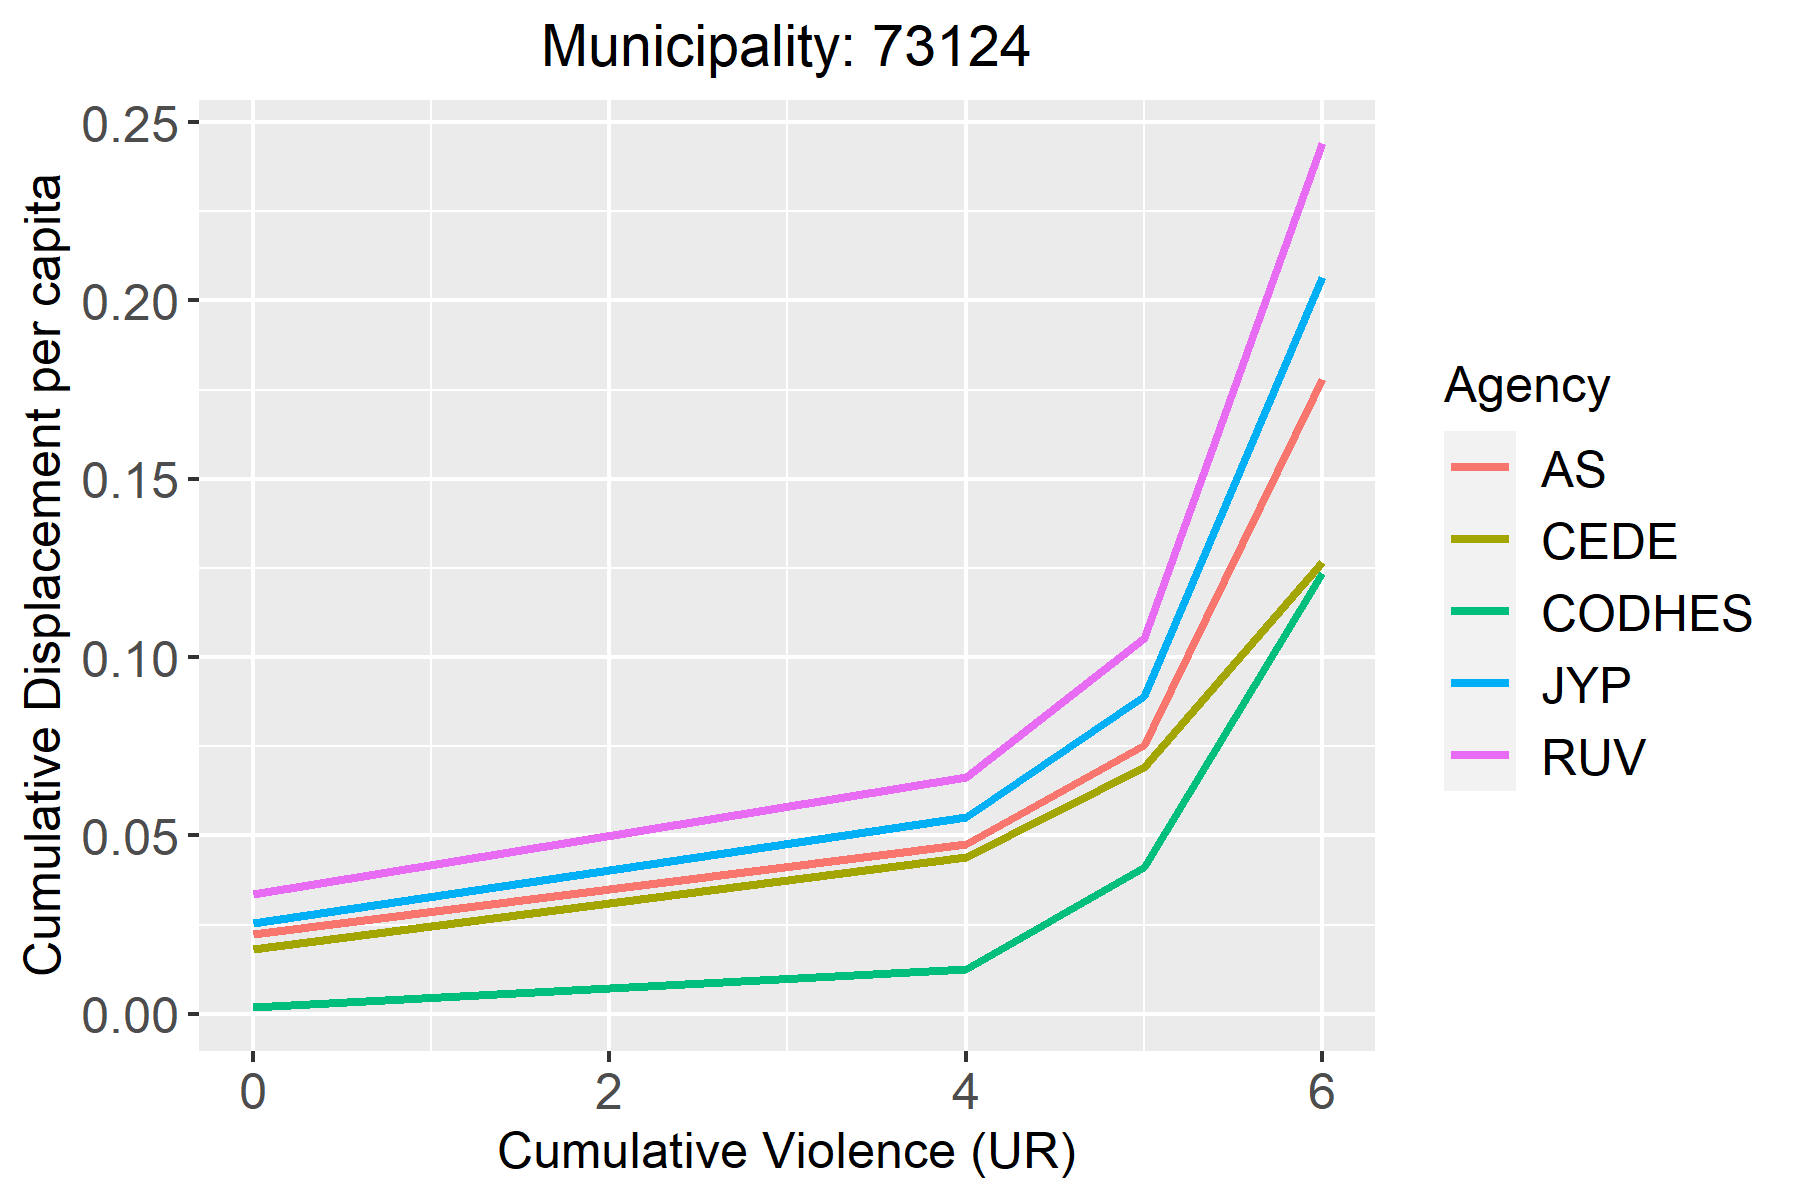 Municipality: 73124
0.25
0.20
0.15
0.10
0.05
0.00
Cumulative Displacement per capita
0 2 4 6
Cumulative Violence (UR)
Agency
AS
CEDE
CODHES
JYP
RUV